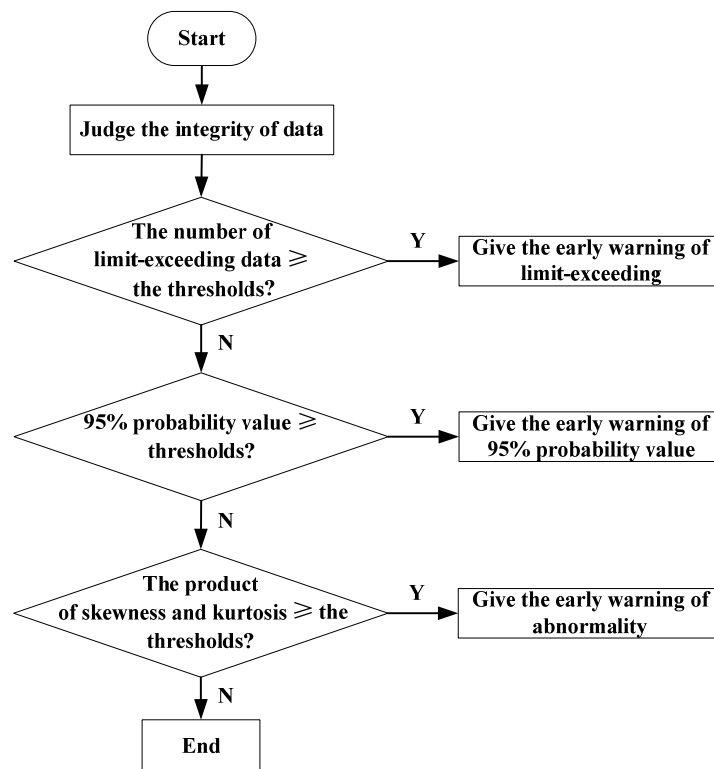 Start
Judge the integrity of data
The number of
limit-exceeding data ⩾
the thresholds?
Y
Give the early warning of
limit-exceeding
N
95% probability value ⩾
thresholds?
Y
Give the early warning of
95% probability value
N
The product
of skewness and kurtosis ⩾ the
thresholds?
Y
Give the early warning of
abnormality
N
End